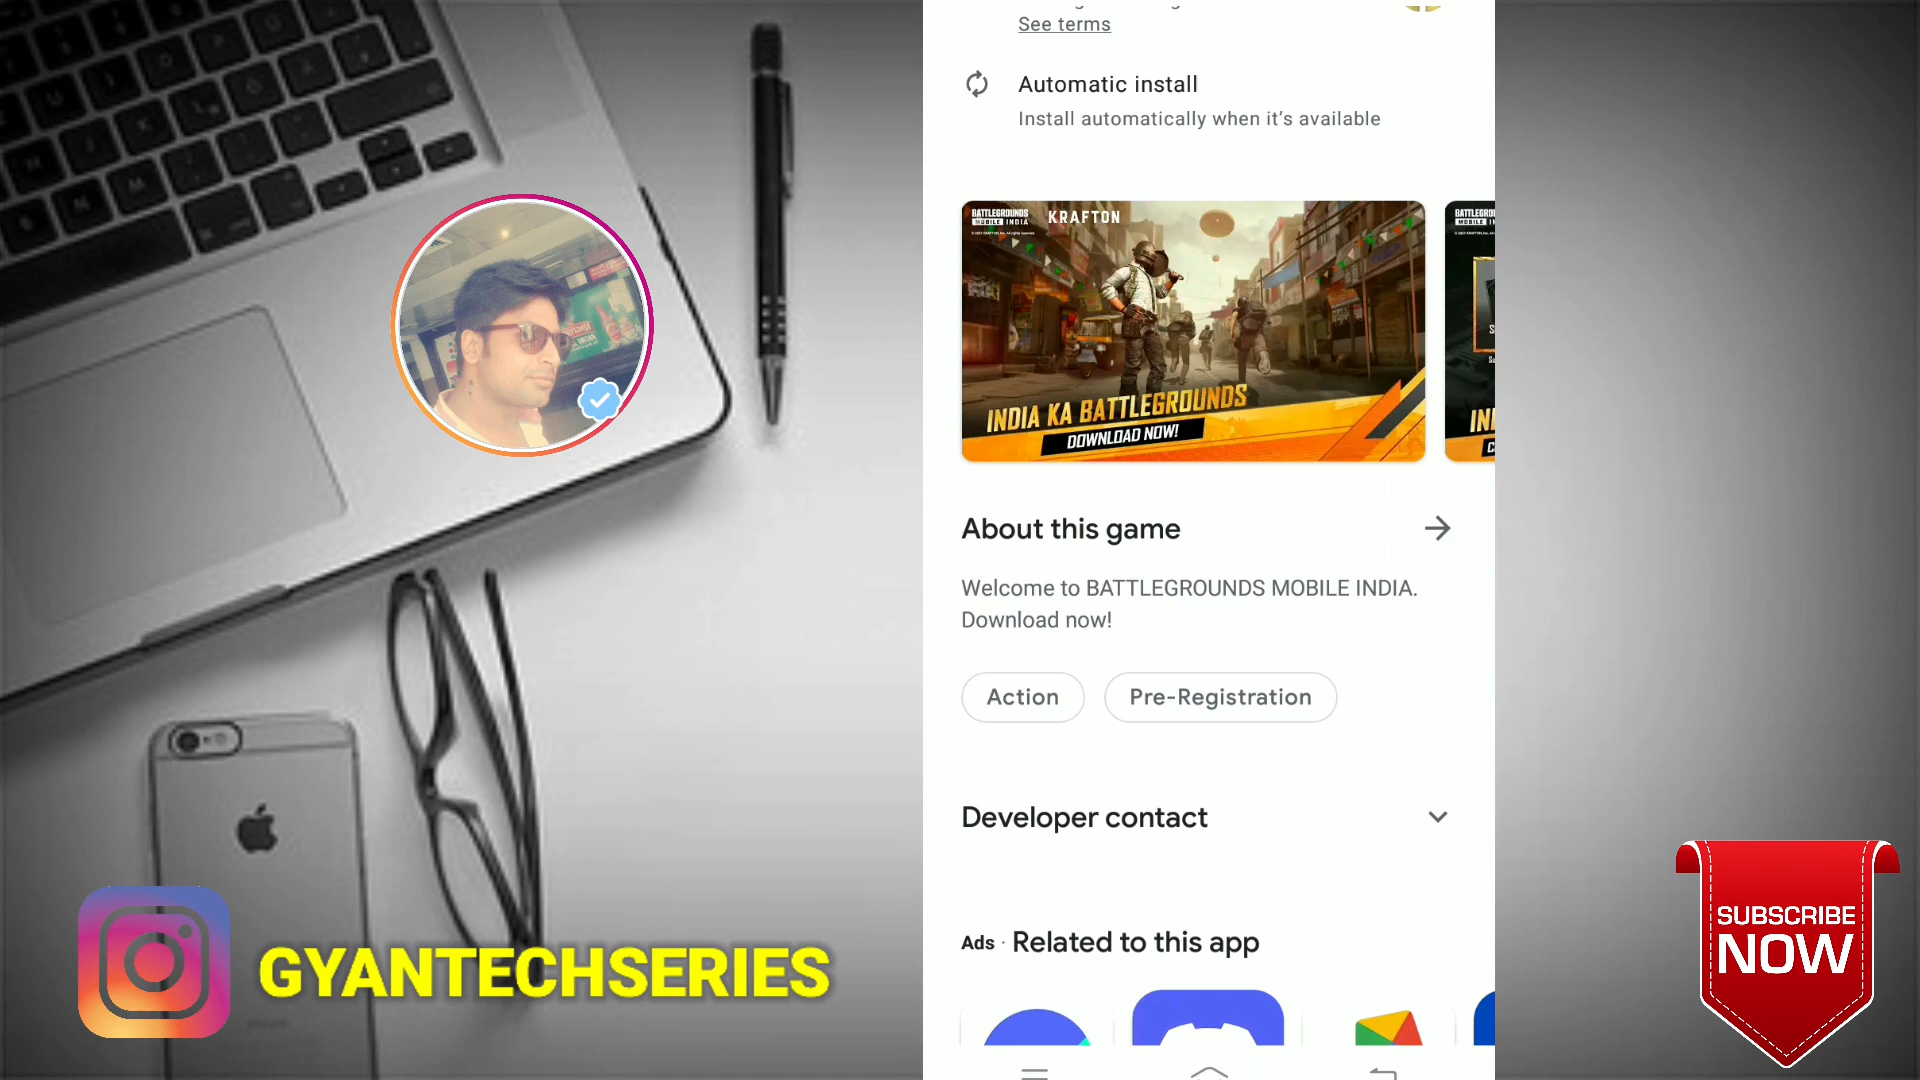 See terms
Automatic install
Install automatically when it's available
BATTLEGROUNDS
MOBILE INDIA
KRAFTON
INDIA KA BATTLEGROUNDS
DOWNLOAD NOW!
About this game
Welcome to BATTLEGROUNDS MOBILE INDIA.
Download now!
Action
Pre-Registration
Developer contact
Ads · Related to this app
GYANTECHSERIES
SUBSCRIBE
NOW